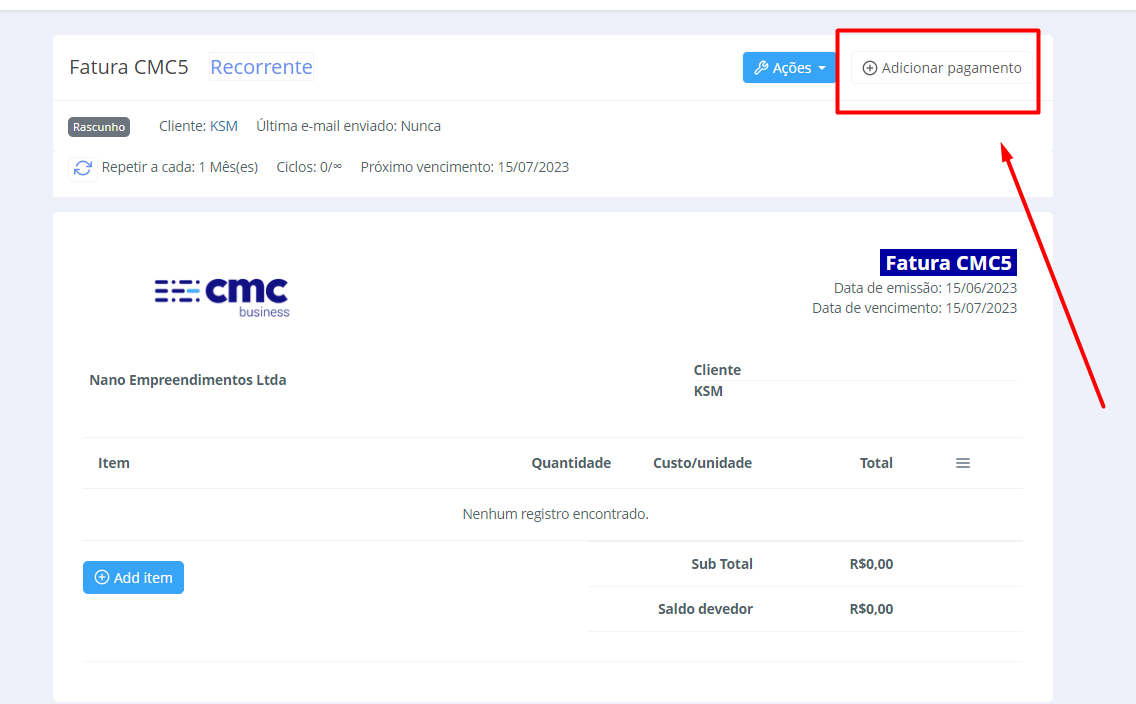 Fatura CMC5 Recorrente
Ações
Adicionar pagamento
Rascunho Cliente: KSM Última e-mail enviado: Nunca
Repetir a cada: 1 Mês(es) Ciclos: 0/∞ Próximo vencimento: 15/07/2023
cmc
business
Fatura CMC5
Data de emissão: 15/06/2023
Data de vencimento: 15/07/2023
Nano Empreendimentos Ltda
Cliente
KSM
Item Quantidade Custo/unidade Total
Nenhum registro encontrado.
Add item
Sub Total R$0,00
Saldo devedor R$0,00